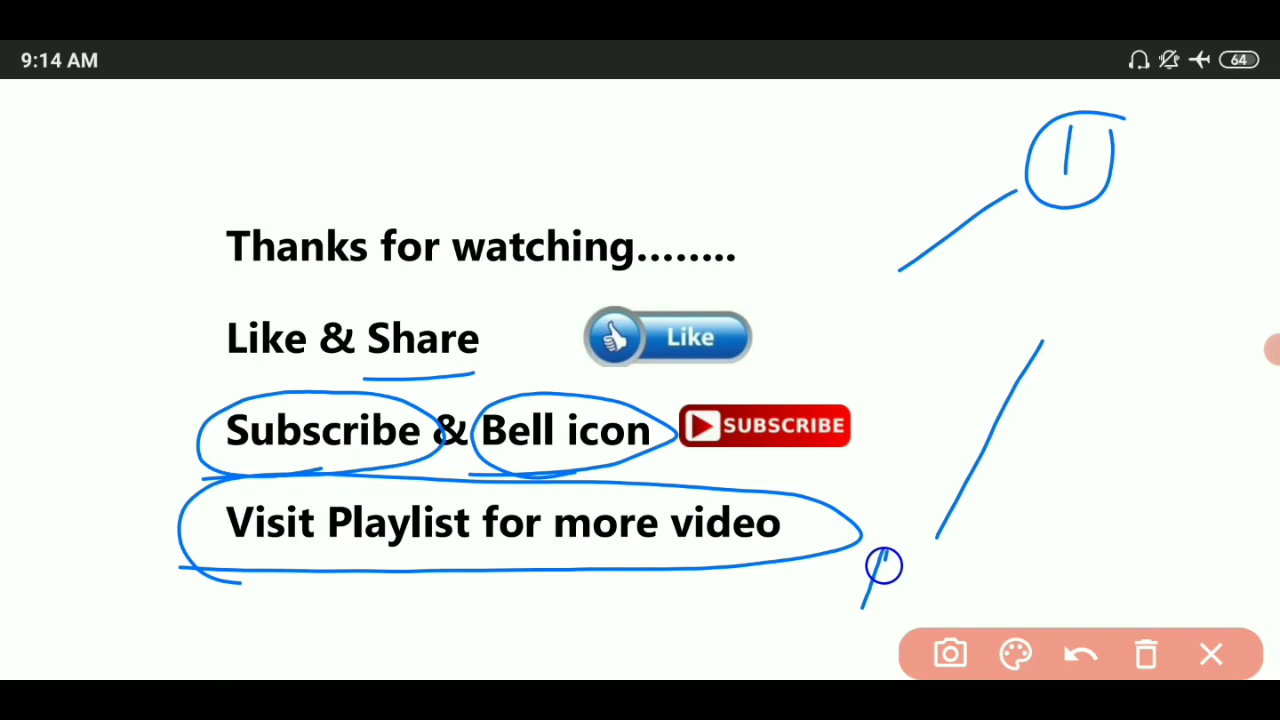 9:14 AM 64
1
Thanks for watching........
Like & Share Like
Subscribe & Bell icon SUBSCRIBE
Visit Playlist for more video